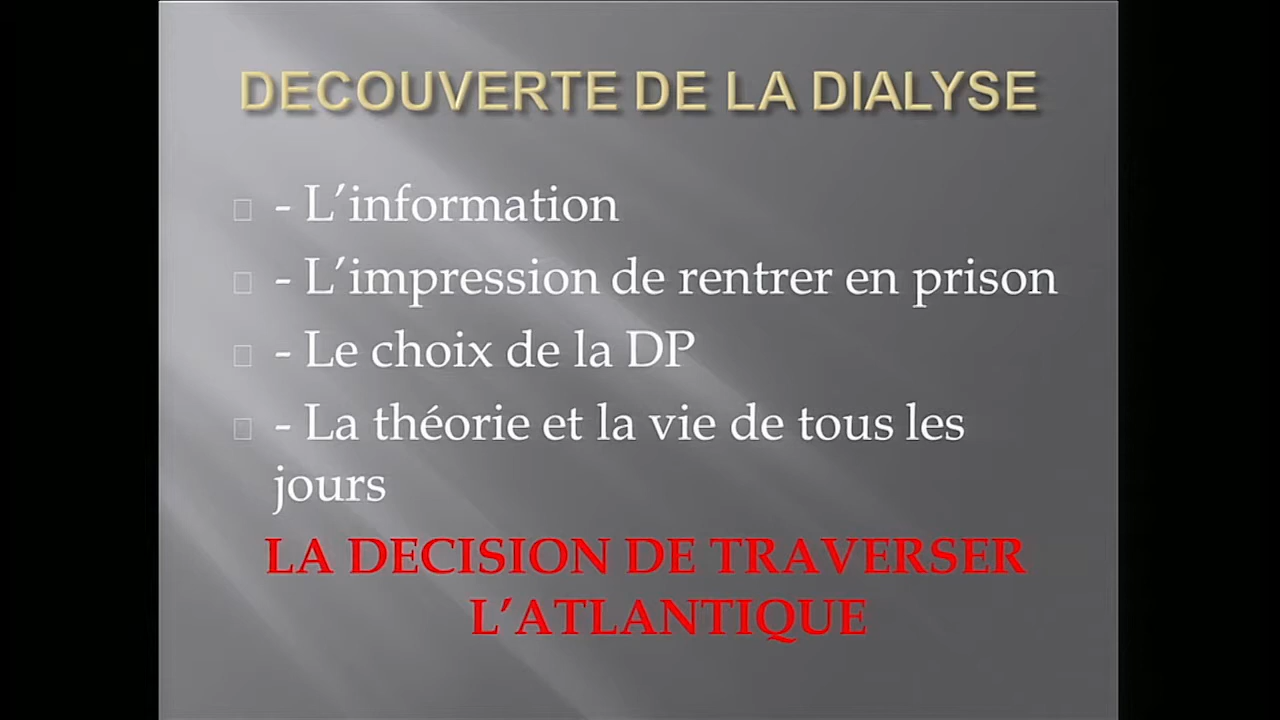 DECOUVERTE DE LA DIALYSE
- L’information
- L’impression de rentrer en prison
- Le choix de la DP
- La théorie et la vie de tous les
jours
LA DECISION DE TRAVERSER
L’ATLANTIQUE